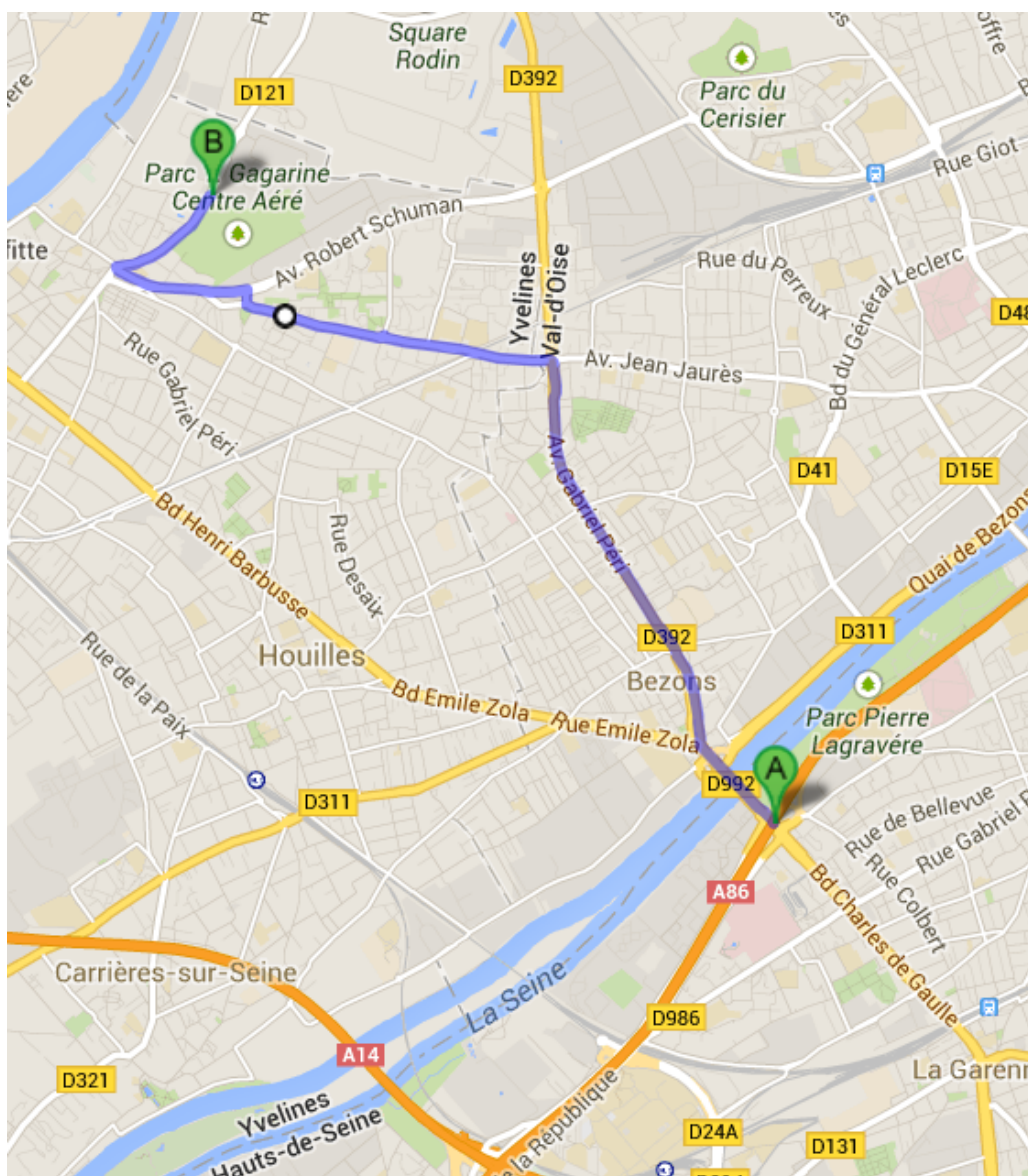 Square
Rodin
D392
D121
Parc du
Cerisier
Rue Giot
B
Parc
Gagarine
Centre Aéré
Av. Robert Schuman
Yvelines
Val-d'Oise
Rue du Perreux
Bd du Général Leclerc
Av. Jean Jaurès
Rue Gabriel Péri
Av. Gabriel Péri
D41
D15E
Bd Henri Barbusse
Rue Desaix
Quai de Bezons
D392
D311
Houilles
Bezons
Rue de la Paix
Bd Emile Zola
Rue Emile Zola
Parc Pierre
Lagravére
A
D992
D311
Rue de Bellevue
Rue Gabriel
Rue Colbert
A86
Bd Charles de Gaulle
Carrières-sur-Seine
La Seine
D986
A14
D321
La Garenn
Yvelines
Hauts-de-Seine
de la République
D24A
D131